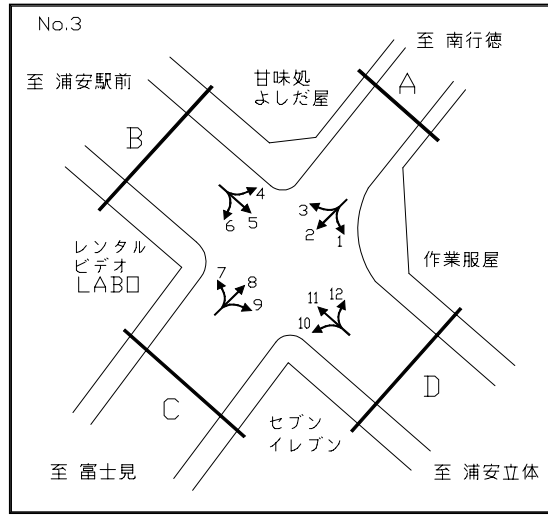 No.3
至 南行徳
至 浦安駅前
甘味処
よしだ屋
A
B
4
5
6
3
2
1
レンタル
ビデオ
LABO
作業服屋
7
8
9
11
12
10
C
D
セブン
イレブン
至 富士見
至 浦安立体